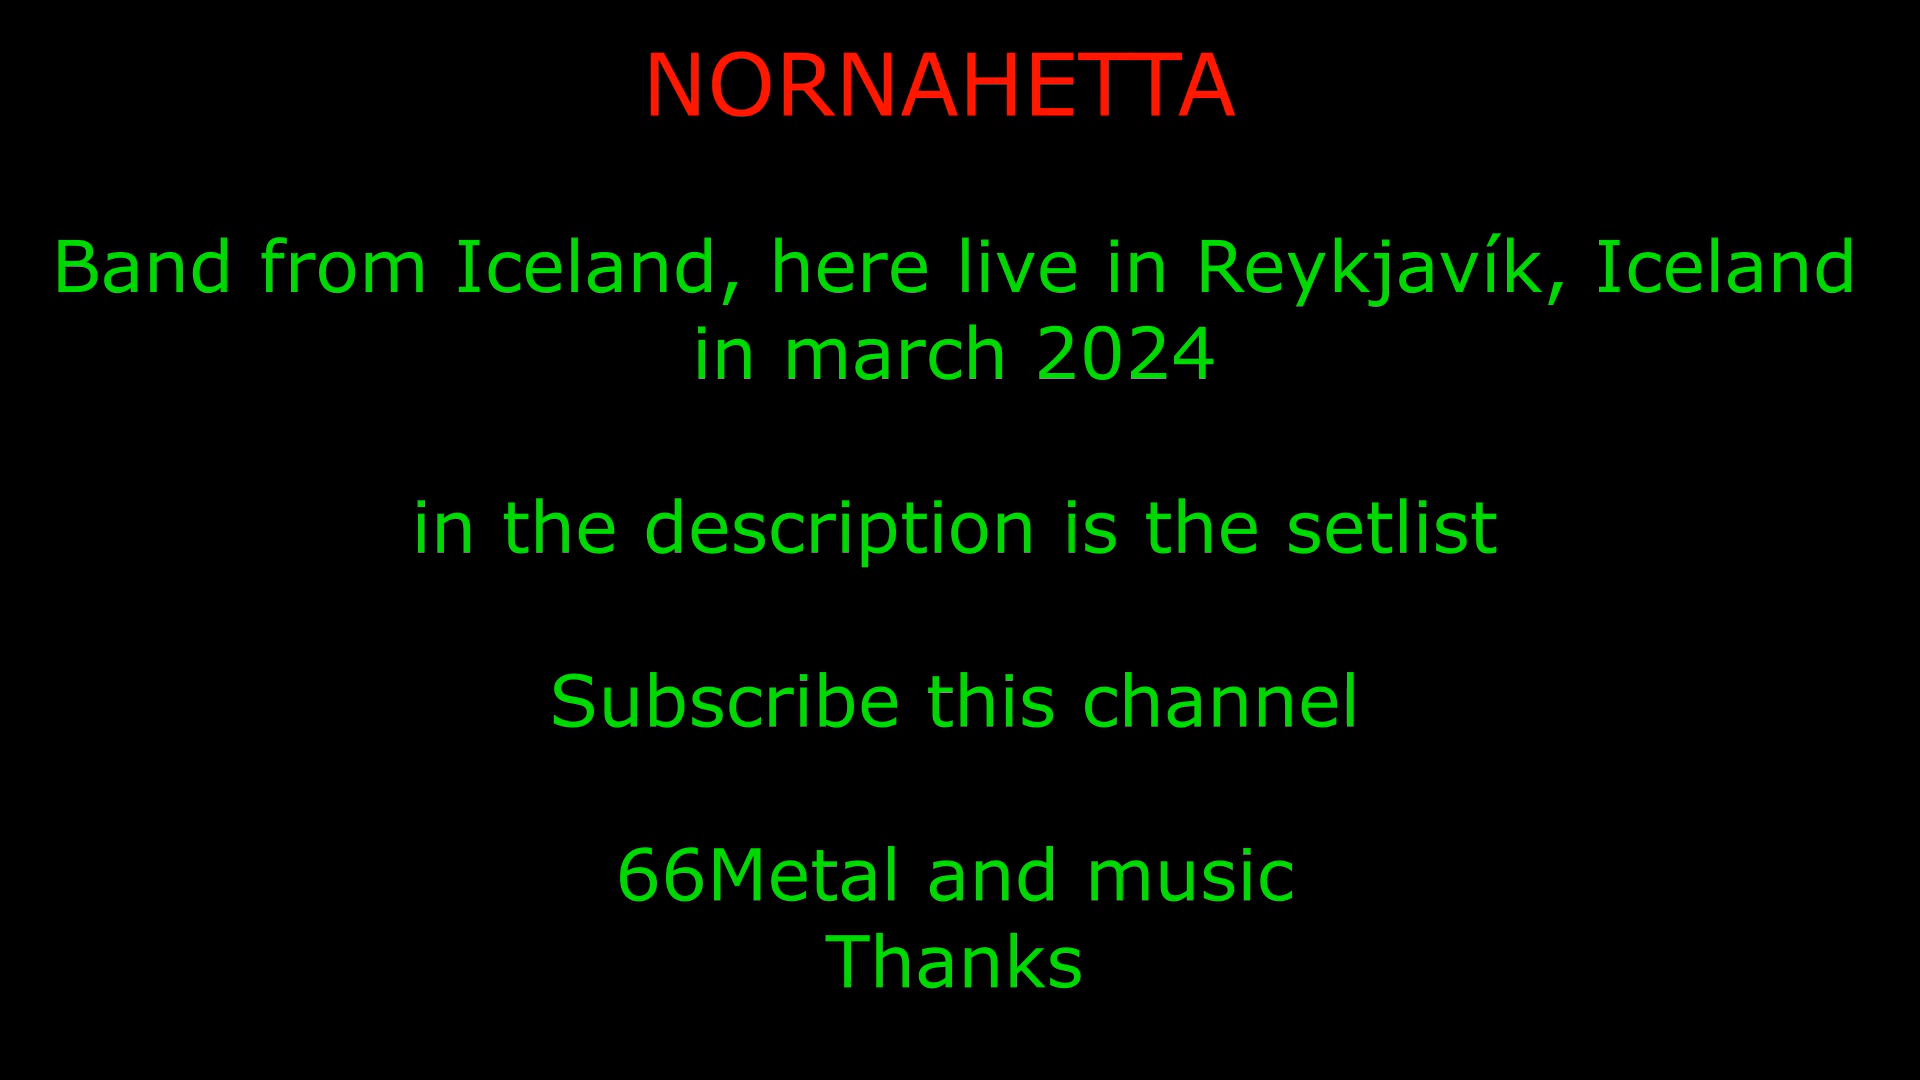 NORNAHETTA
Band from Iceland, here live in Reykjavík, Iceland
in march 2024
in the description is the setlist
Subscribe this channel
66Metal and music
Thanks